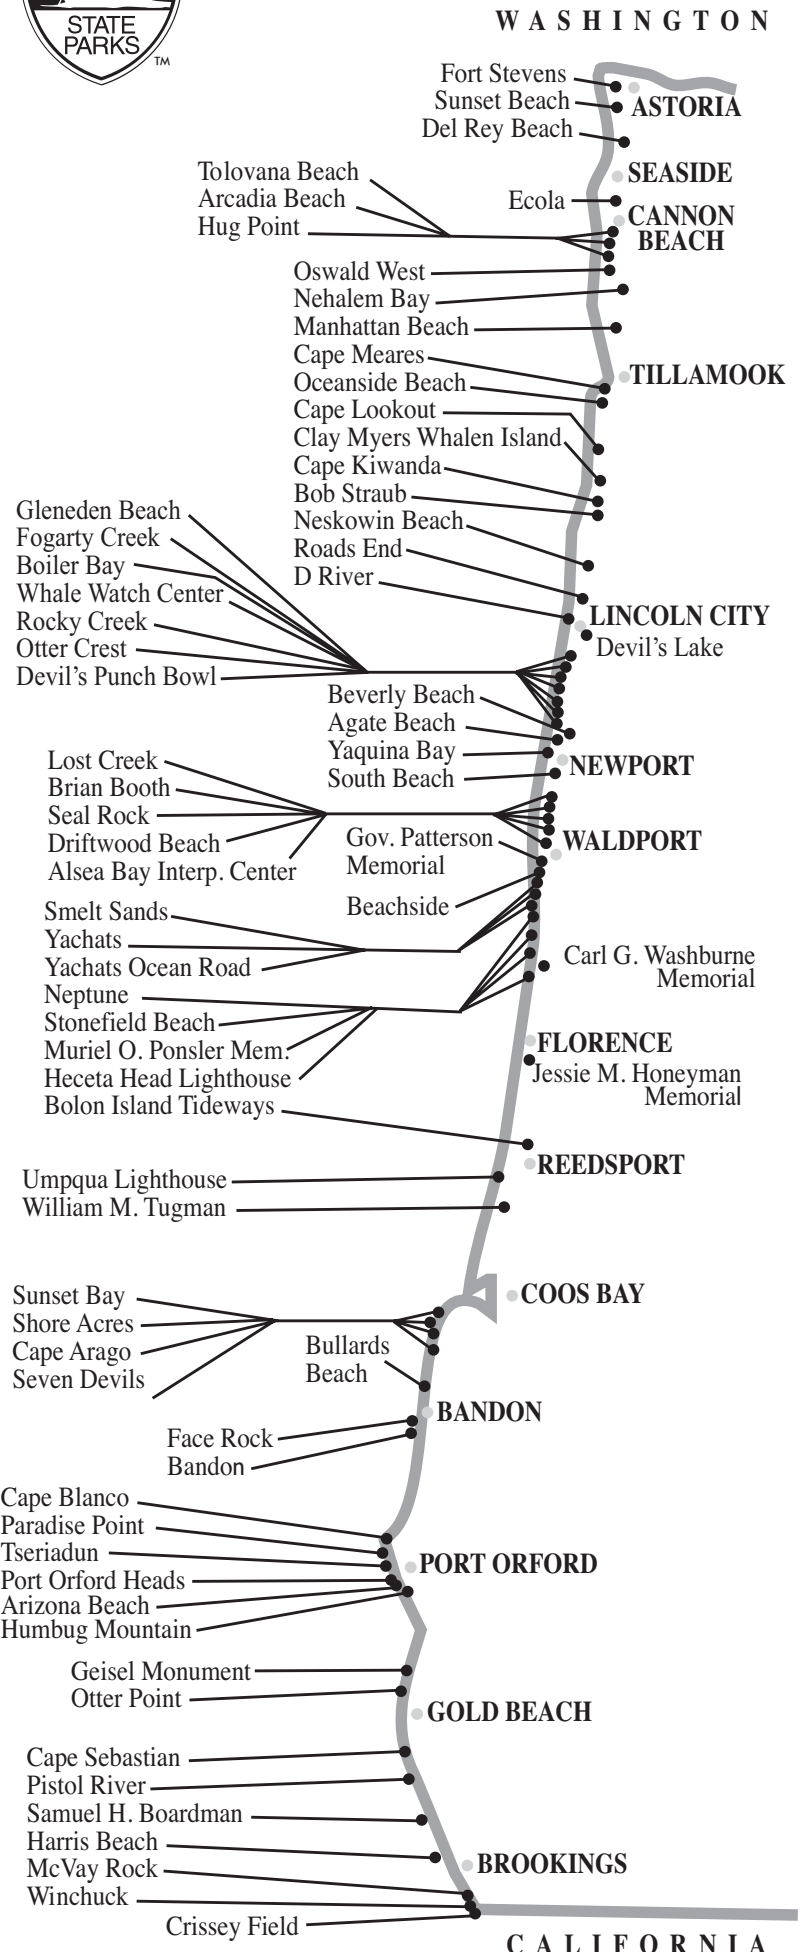 WASHINGTON
STATE
PARKS
TM
Fort Stevens
Sunset Beach
ASTORIA
Del Rey Beach
Tolovana Beach
SEASIDE
Arcadia Beach
Ecola
Hug Point
CANNON
BEACH
Oswald West
Nehalem Bay
Manhattan Beach
Cape Meares
TILLAMOOK
Oceanside Beach
Cape Lookout
Clay Myers Whalen Island
Cape Kiwanda
Bob Straub
Gleneden Beach
Neskowin Beach
Fogarty Creek
Roads End
Boiler Bay
D River
Whale Watch Center
LINCOLN CITY
Rocky Creek
Otter Crest
Devil's Lake
Devil's Punch Bowl
Beverly Beach
Agate Beach
Yaquina Bay
Lost Creek
NEWPORT
South Beach
Brian Booth
Seal Rock
Driftwood Beach
Gov. Patterson
Memorial
WALDPORT
Alsea Bay Interp. Center
Beachside
Smelt Sands
Yachats
Carl G. Washburne
Memorial
Yachats Ocean Road
Neptune
Stonefield Beach
FLORENCE
Muriel O. Ponsler Mem.
Jessie M. Honeyman
Memorial
Heceta Head Lighthouse
Bolon Island Tideways
REEDSPORT
Umpqua Lighthouse
William M. Tugman
Sunset Bay
COOS BAY
Shore Acres
Cape Arago
Bullards
Beach
Seven Devils
BANDON
Face Rock
Bandon
Cape Blanco
Paradise Point
Tseriadun
PORT ORFORD
Port Orford Heads
Arizona Beach
Humbug Mountain
Geisel Monument
Otter Point
GOLD BEACH
Cape Sebastian
Pistol River
Samuel H. Boardman
Harris Beach
McVay Rock
BROOKINGS
Winchuck
Crissey Field
CALIFORNIA